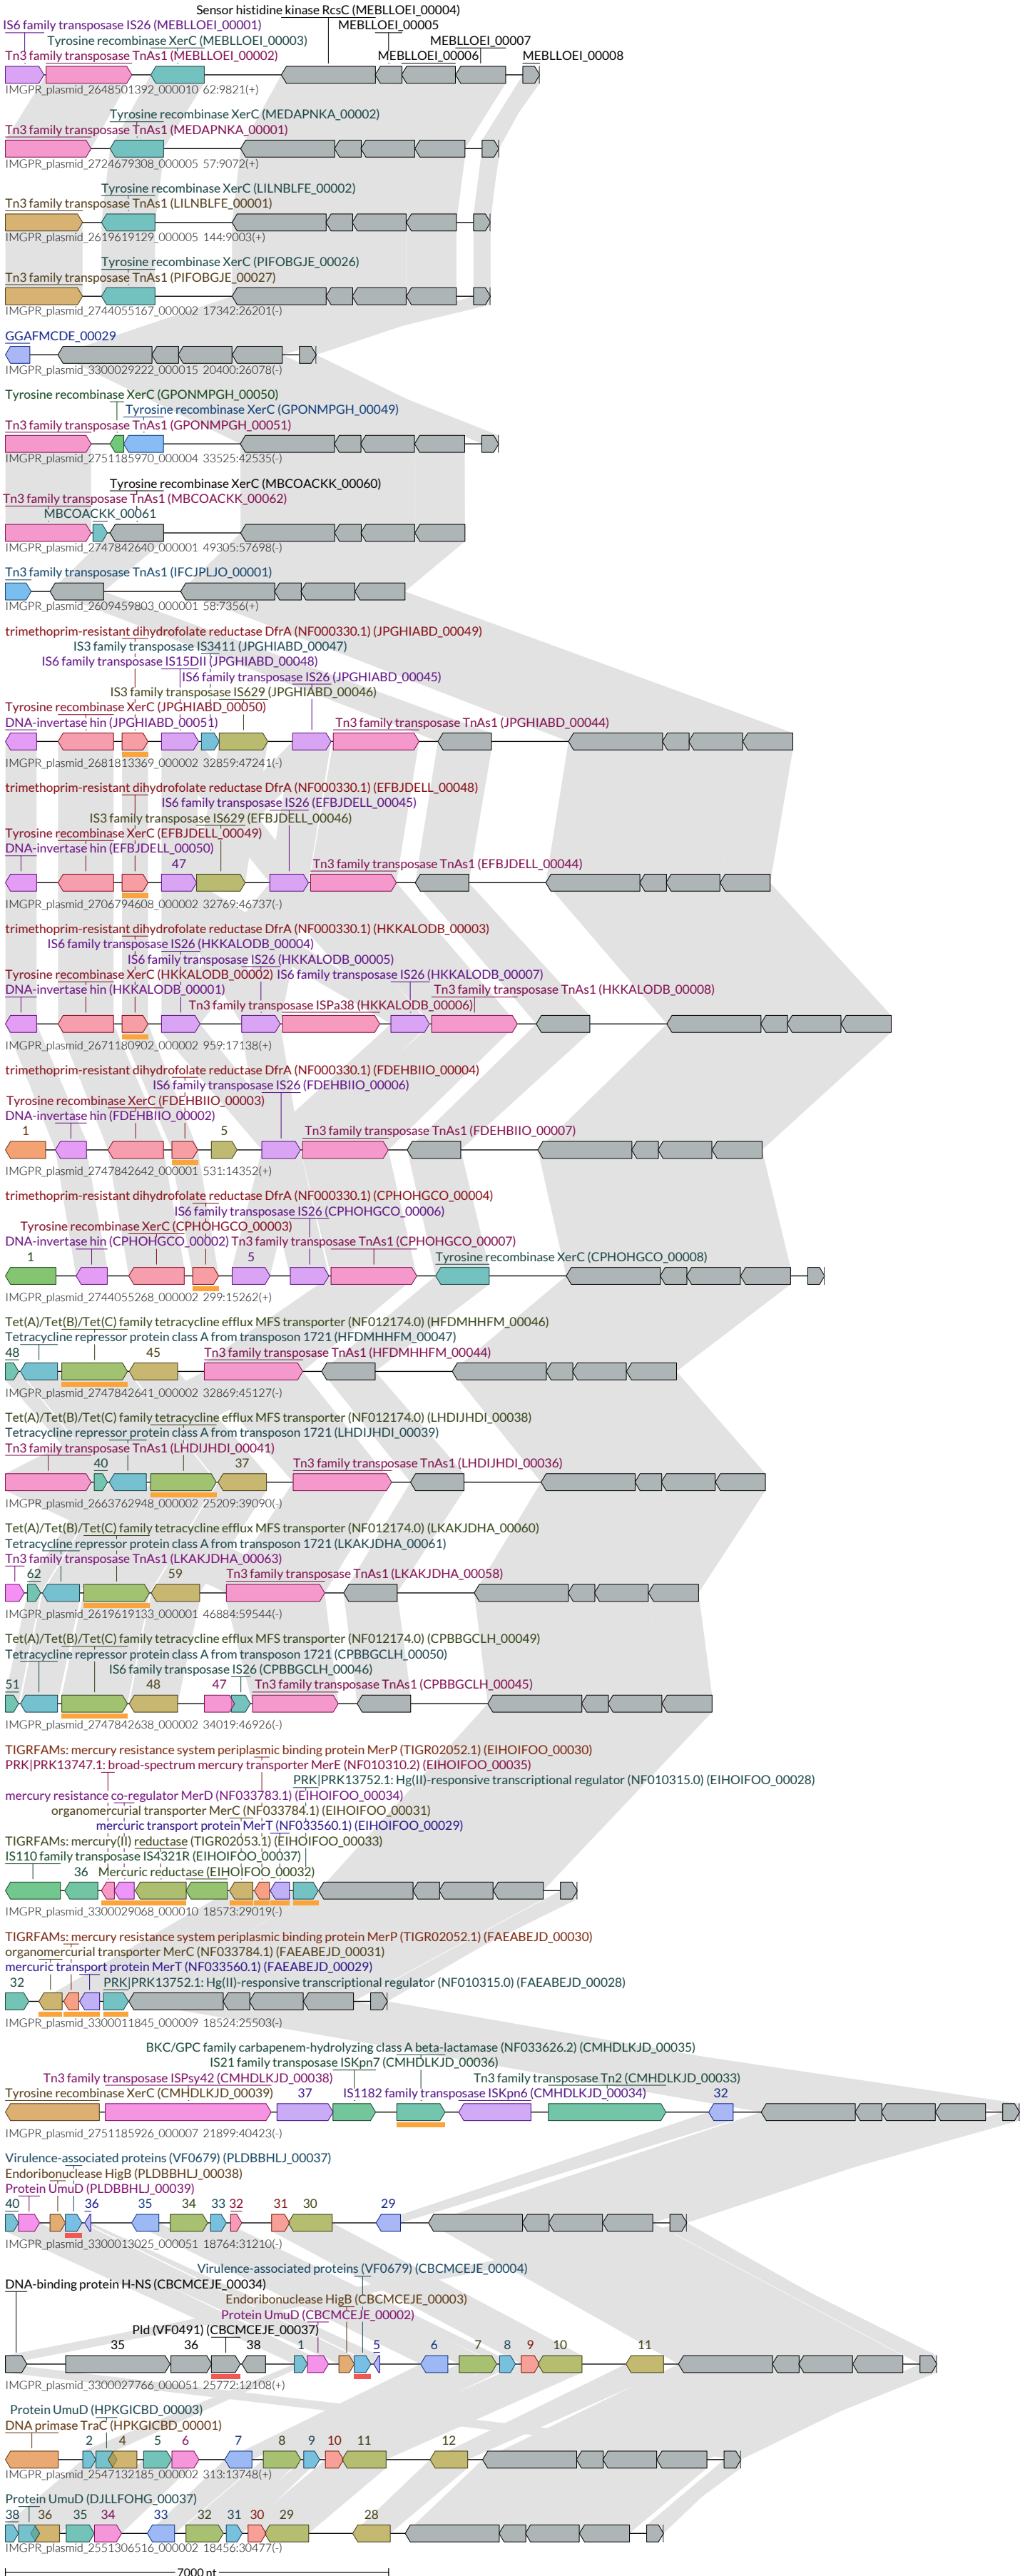 Sensor histidine kinase RcsC (MEBLLOEI_00004)
IS6 family transposase IS26 (MEBLLOEI_00001)
MEBLLOEI_00005
Tyrosine recombinase XerC (MEBLLOEI_00003)
MEBLLOEI_00007
Tn3 family transposase TnAs1 (MEBLLOEI_00002)
MEBLLOEI_00006
MEBLLOEI_00008
IMGPR_plasmid_2648501392_000010 62:9821(+)
Tyrosine recombinase XerC (MEDAPNKA_00002)
Tn3 family transposase TnAs1 (MEDAPNKA_00001)
IMGPR_plasmid_2724679308_000005 57:9072(+)
Tyrosine recombinase XerC (LILNBLFE_00002)
Tn3 family transposase TnAs1 (LILNBLFE_00001)
IMGPR_plasmid_2619619129_000005 144:9003(+)
Tyrosine recombinase XerC (PIFOBGJE_00026)
Tn3 family transposase TnAs1 (PIFOBGJE_00027)
IMGPR_plasmid_2744055167_000002 17342:26201(-)
GGAFMCDE_00029
IMGPR_plasmid_3300029222_000015 20400:26078(-)
Tyrosine recombinase XerC (GPONMPGH_00050)
Tyrosine recombinase XerC (GPONMPGH_00049)
Tn3 family transposase TnAs1 (GPONMPGH_00051)
IMGPR_plasmid_2751185970_000004 33525:42535(-)
Tyrosine recombinase XerC (MBCOACKK_00060)
Tn3 family transposase TnAs1 (MBCOACKK_00062)
MBCOACKK_00061
IMGPR_plasmid_2747842640_000001 49305:57698(-)
Tn3 family transposase TnAs1 (IFCJPLJO_00001)
IMGPR_plasmid_2609459803_000001 58:7356(+)
trimethoprim-resistant dihydrofolate reductase DfrA (NF000330.1) (JPGHIABD_00049)
IS3 family transposase IS3411 (JPGHIABD_00047)
IS6 family transposase IS15DII (JPGHIABD_00048)
IS6 family transposase IS26 (JPGHIABD_00045)
IS3 family transposase IS629 (JPGHIABD_00046)
Tyrosine recombinase XerC (JPGHIABD_00050)
DNA-invertase hin (JPGHIABD_00051)
Tn3 family transposase TnAs1 (JPGHIABD_00044)
IMGPR_plasmid_2681813369_000002 32859:47241(-)
trimethoprim-resistant dihydrofolate reductase DfrA (NF000330.1) (EFBJDELL_00048)
IS6 family transposase IS26 (EFBJDELL_00045)
IS3 family transposase IS629 (EFBJDELL_00046)
Tyrosine recombinase XerC (EFBJDELL_00049)
DNA-invertase hin (EFBJDELL_00050)
47
Tn3 family transposase TnAs1 (EFBJDELL_00044)
IMGPR_plasmid_2706794608_000002 32769:46737(-)
trimethoprim-resistant dihydrofolate reductase DfrA (NF000330.1) (HKKALODB_00003)
IS6 family transposase IS26 (HKKALODB_00004)
IS6 family transposase IS26 (HKKALODB_00005)
Tyrosine recombinase XerC (HKKALODB_00002) IS6 family transposase IS26 (HKKALODB_00007)
DNA-invertase hin (HKKALODB_00001)
Tn3 family transposase TnAs1 (HKKALODB_00008)
Tn3 family transposase ISPa38 (HKKALODB_00006)
IMGPR_plasmid_2671180902_000002 959:17138(+)
trimethoprim-resistant dihydrofolate reductase DfrA (NF000330.1) (FDEHBIIO_00004)
IS6 family transposase IS26 (FDEHBIIO_00006)
Tyrosine recombinase XerC (FDEHBIIO_00003)
DNA-invertase hin (FDEHBIIO_00002)
1 5 Tn3 family transposase TnAs1 (FDEHBIIO_00007)
IMGPR_plasmid_2747842642_000001 531:14352(+)
trimethoprim-resistant dihydrofolate reductase DfrA (NF000330.1) (CPHOHGCO_00004)
IS6 family transposase IS26 (CPHOHGCO_00006)
Tyrosine recombinase XerC (CPHOHGCO_00003)
DNA-invertase hin (CPHOHGCO_00002) Tn3 family transposase TnAs1 (CPHOHGCO_00007)
1 5 Tyrosine recombinase XerC (CPHOHGCO_00008)
IMGPR_plasmid_2744055268_000002 299:15262(+)
Tet(A)/Tet(B)/Tet(C) family tetracycline efflux MFS transporter (NF012174.0) (HFDMHHFM_00046)
Tetracycline repressor protein class A from transposon 1721 (HFDMHHFM_00047)
48 45 Tn3 family transposase TnAs1 (HFDMHHFM_00044)
IMGPR_plasmid_2747842641_000002 32869:45127(-)
Tet(A)/Tet(B)/Tet(C) family tetracycline efflux MFS transporter (NF012174.0) (LHDIJHDI_00038)
Tetracycline repressor protein class A from transposon 1721 (LHDIJHDI_00039)
Tn3 family transposase TnAs1 (LHDIJHDI_00041)
40 37 Tn3 family transposase TnAs1 (LHDIJHDI_00036)
IMGPR_plasmid_2663762948_000002 25209:39090(-)
Tet(A)/Tet(B)/Tet(C) family tetracycline efflux MFS transporter (NF012174.0) (LKAKJDHA_00060)
Tetracycline repressor protein class A from transposon 1721 (LKAKJDHA_00061)
Tn3 family transposase TnAs1 (LKAKJDHA_00063)
62 59 Tn3 family transposase TnAs1 (LKAKJDHA_00058)
IMGPR_plasmid_2619619133_000001 46884:59544(-)
Tet(A)/Tet(B)/Tet(C) family tetracycline efflux MFS transporter (NF012174.0) (CPBBGCLH_00049)
Tetracycline repressor protein class A from transposon 1721 (CPBBGCLH_00050)
IS6 family transposase IS26 (CPBBGCLH_00046)
51 48 47 Tn3 family transposase TnAs1 (CPBBGCLH_00045)
IMGPR_plasmid_2747842638_000002 34019:46926(-)
TIGRFAMs: mercury resistance system periplasmic binding protein MerP (TIGR02052.1) (EIHOIFOO_00030)
PRK|PRK13747.1: broad-spectrum mercury transporter MerE (NF010310.2) (EIHOIFOO_00035)
PRK|PRK13752.1: Hg(II)-responsive transcriptional regulator (NF010315.0) (EIHOIFOO_00028)
mercury resistance co-regulator MerD (NF033783.1) (EIHOIFOO_00034)
organomercurial transporter MerC (NF033784.1) (EIHOIFOO_00031)
mercuric transport protein MerT (NF033560.1) (EIHOIFOO_00029)
TIGRFAMs: mercury(II) reductase (TIGR02053.1) (EIHOIFOO_00033)
IS110 family transposase IS4321R (EIHOIFOO_00037)
36 Mercuric reductase (EIHOIFOO_00032)
IMGPR_plasmid_3300029068_000010 18573:29019(-)
TIGRFAMs: mercury resistance system periplasmic binding protein MerP (TIGR02052.1) (FAEABEJD_00030)
organomercurial transporter MerC (NF033784.1) (FAEABEJD_00031)
mercuric transport protein MerT (NF033560.1) (FAEABEJD_00029)
32 PRK|PRK13752.1: Hg(II)-responsive transcriptional regulator (NF010315.0) (FAEABEJD_00028)
IMGPR_plasmid_3300011845_000009 18524:25503(-)
BKC/GPC family carbapenem-hydrolyzing class A beta-lactamase (NF033626.2) (CMHDLKJD_00035)
IS21 family transposase ISKpn7 (CMHDLKJD_00036)
Tn3 family transposase ISPsy42 (CMHDLKJD_00038)
Tn3 family transposase Tn2 (CMHDLKJD_00033)
Tyrosine recombinase XerC (CMHDLKJD_00039)
37 IS1182 family transposase ISKpn6 (CMHDLKJD_00034) 32
IMGPR_plasmid_2751185926_000007 21899:40423(-)
Virulence-associated proteins (VF0679) (PLDBBHLJ_00037)
Endoribonuclease HigB (PLDBBHLJ_00038)
Protein UmuD (PLDBBHLJ_00039)
40 36 35 34 33 32 31 30 29
IMGPR_plasmid_3300013025_000051 18764:31210(-)
Virulence-associated proteins (VF0679) (CBCMCEJE_00004)
DNA-binding protein H-NS (CBCMCEJE_00034)
Endoribonuclease HigB (CBCMCEJE_00003)
Protein UmuD (CBCMCEJE_00002)
Pld (VF0491) (CBCMCEJE_00037)
35 36 38 1 5 6 7 8 9 10 11
IMGPR_plasmid_3300027766_000051 25772:12108(+)
Protein UmuD (HPKGICBD_00003)
DNA primase TraC (HPKGICBD_00001)
2 4 5 6 7 8 9 10 11 12
IMGPR_plasmid_2547132185_000002 313:13748(+)
Protein UmuD (DJLLFOHG_00037)
38 36 35 34 33 32 31 30 29 28
IMGPR_plasmid_2551306516_000002 18456:30477(-)
7000 nt